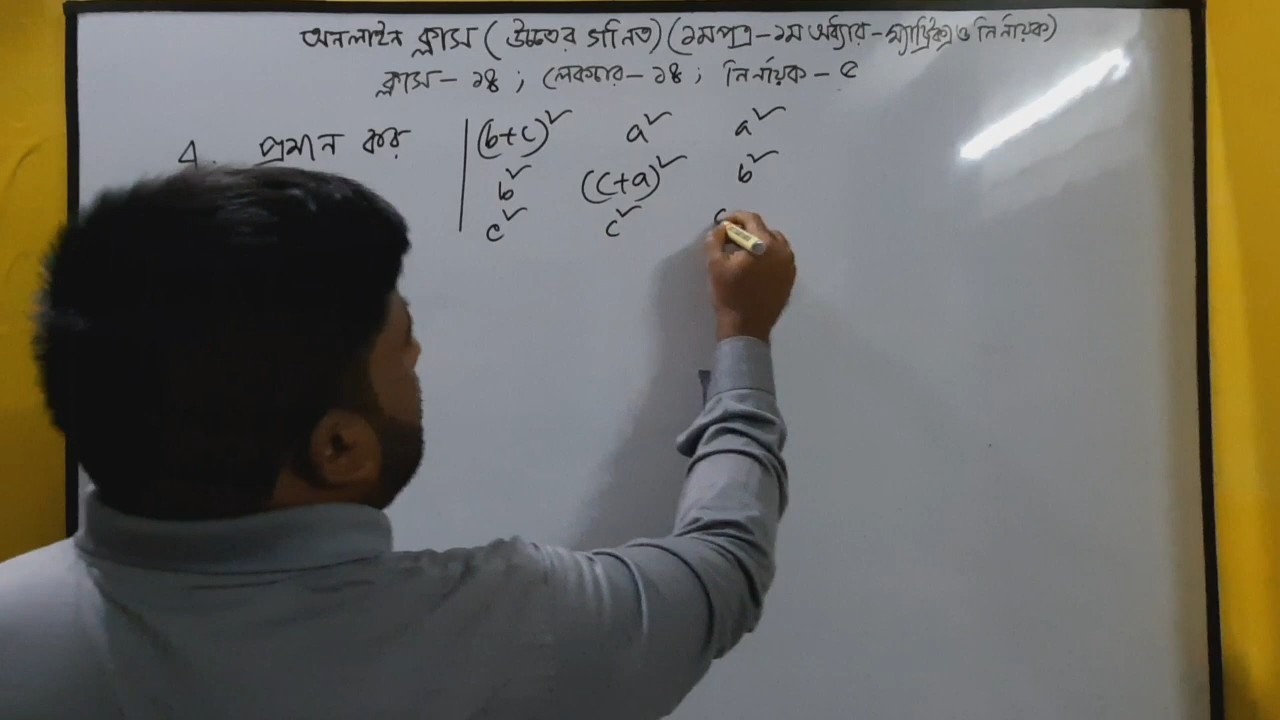 অনলাইন ক্লাস ( উচ্চতর গনিত) (১মপত্র-১ম অধ্যায়-ম্যাট্রিক্স ও নির্নায়ক)
ক্লাস- ১৪ ; লেকচার- ১৪ ; নির্নায়ক - ৫
4. প্রমান কর | (b+c)² a² a²
b² (c+a)² b²
c² c² c